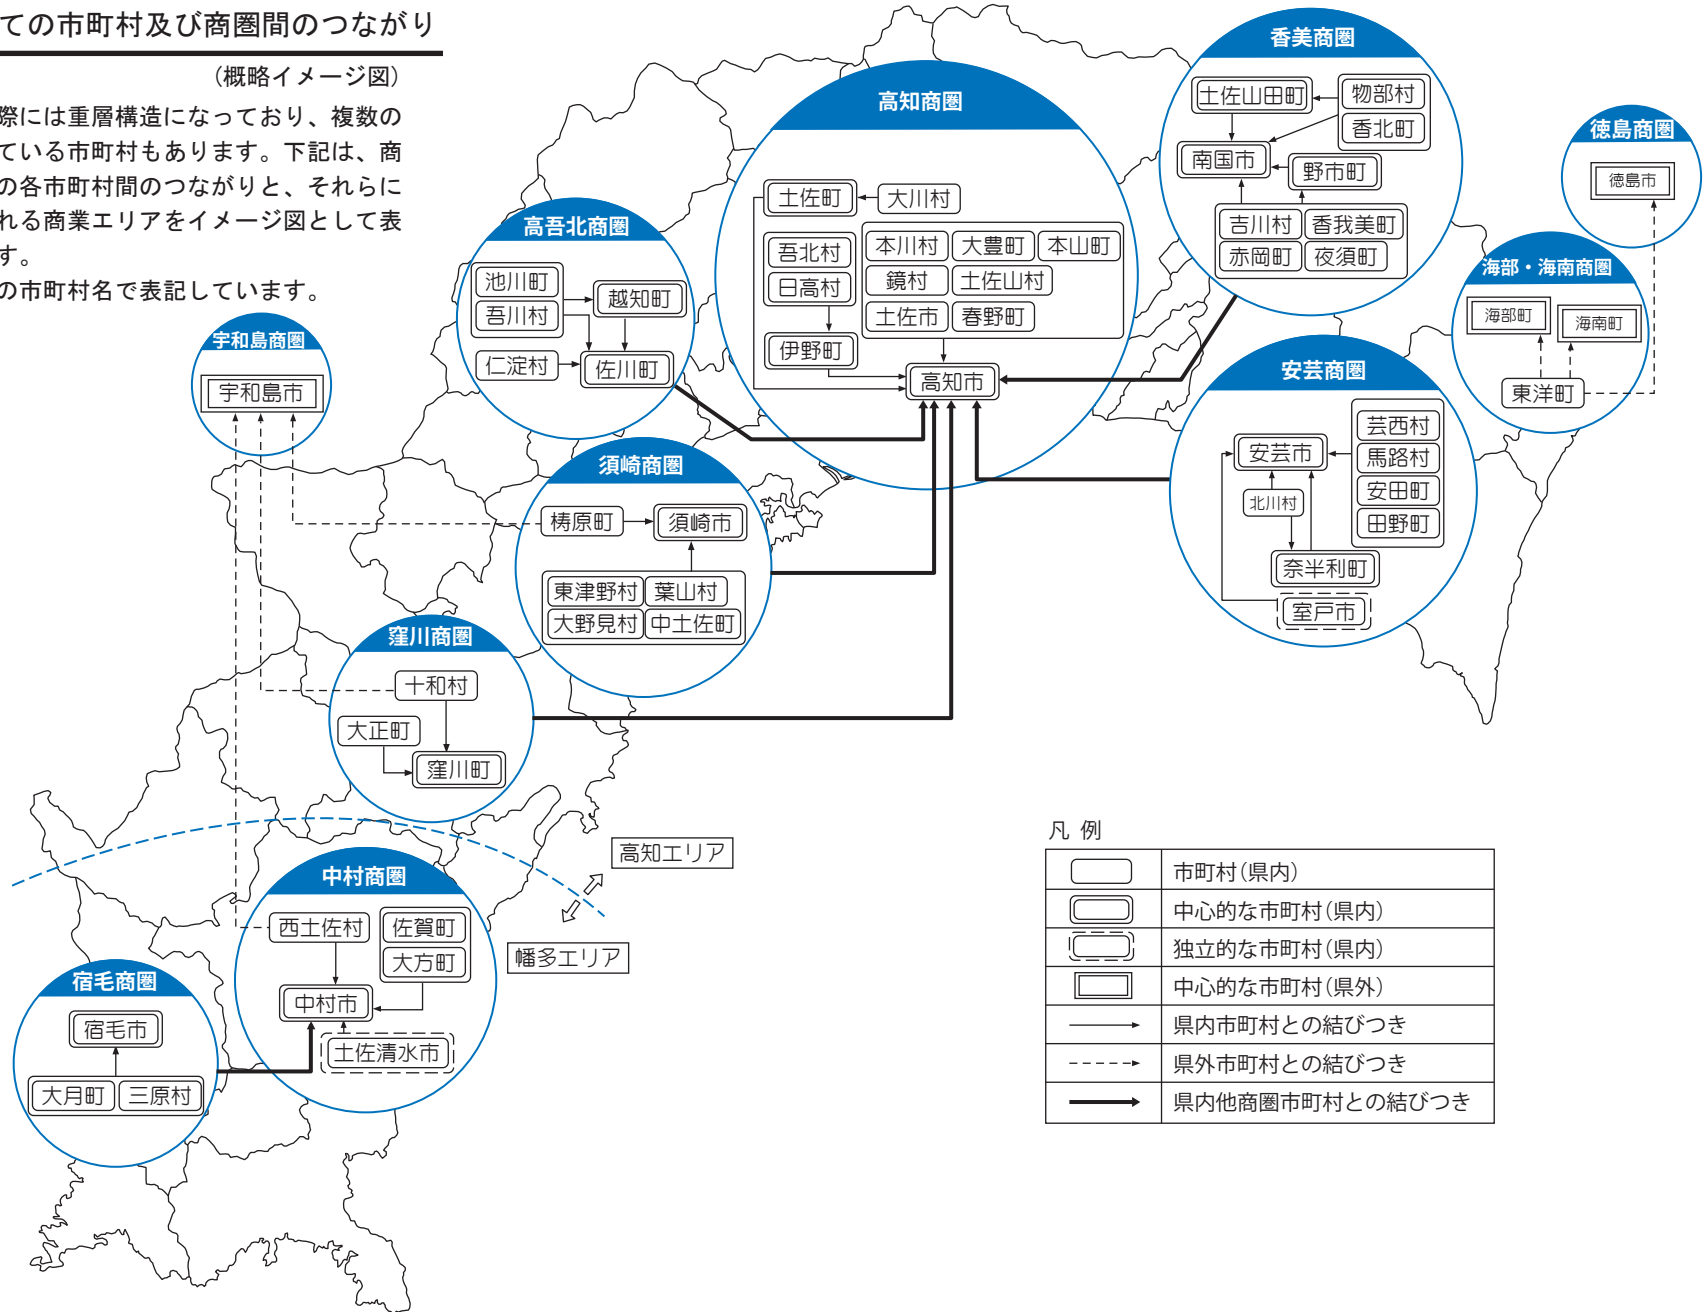 ての市町村及び商圏間のつながり
(概略イメージ図)
際には重層構造になっており、複数の
ている市町村もあります。下記は、商
の各市町村間のつながりと、それらに
れる商業エリアをイメージ図として表
す。
の市町村名で表記しています。
香美商圏
土佐山田町
物部村
香北町
南国市
野市町
吉川村
香我美町
赤岡町
夜須町
高知商圏
土佐町
大川村
吾北村
日高村
本川村
大豊町
本山町
鏡村
土佐山村
土佐市
春野町
伊野町
高知市
徳島商圏
徳島市
海部・海南商圏
海部町
海南町
東洋町
高吾北商圏
池川町
吾川村
越知町
仁淀村
佐川町
宇和島商圏
宇和島市
安芸商圏
安芸市
芸西村
馬路村
安田町
田野町
北川村
奈半利町
室戸市
須崎商圏
梼原町
須崎市
東津野村
葉山村
大野見村
中土佐町
窪川商圏
十和村
大正町
窪川町
高知エリア
幡多エリア
中村商圏
西土佐村
佐賀町
大方町
中村市
土佐清水市
宿毛商圏
宿毛市
大月町
三原村
凡 例
市町村(県内)
中心的な市町村(県内)
独立的な市町村(県内)
中心的な市町村(県外)
県内市町村との結びつき
県外市町村との結びつき
県内他商圏市町村との結びつき